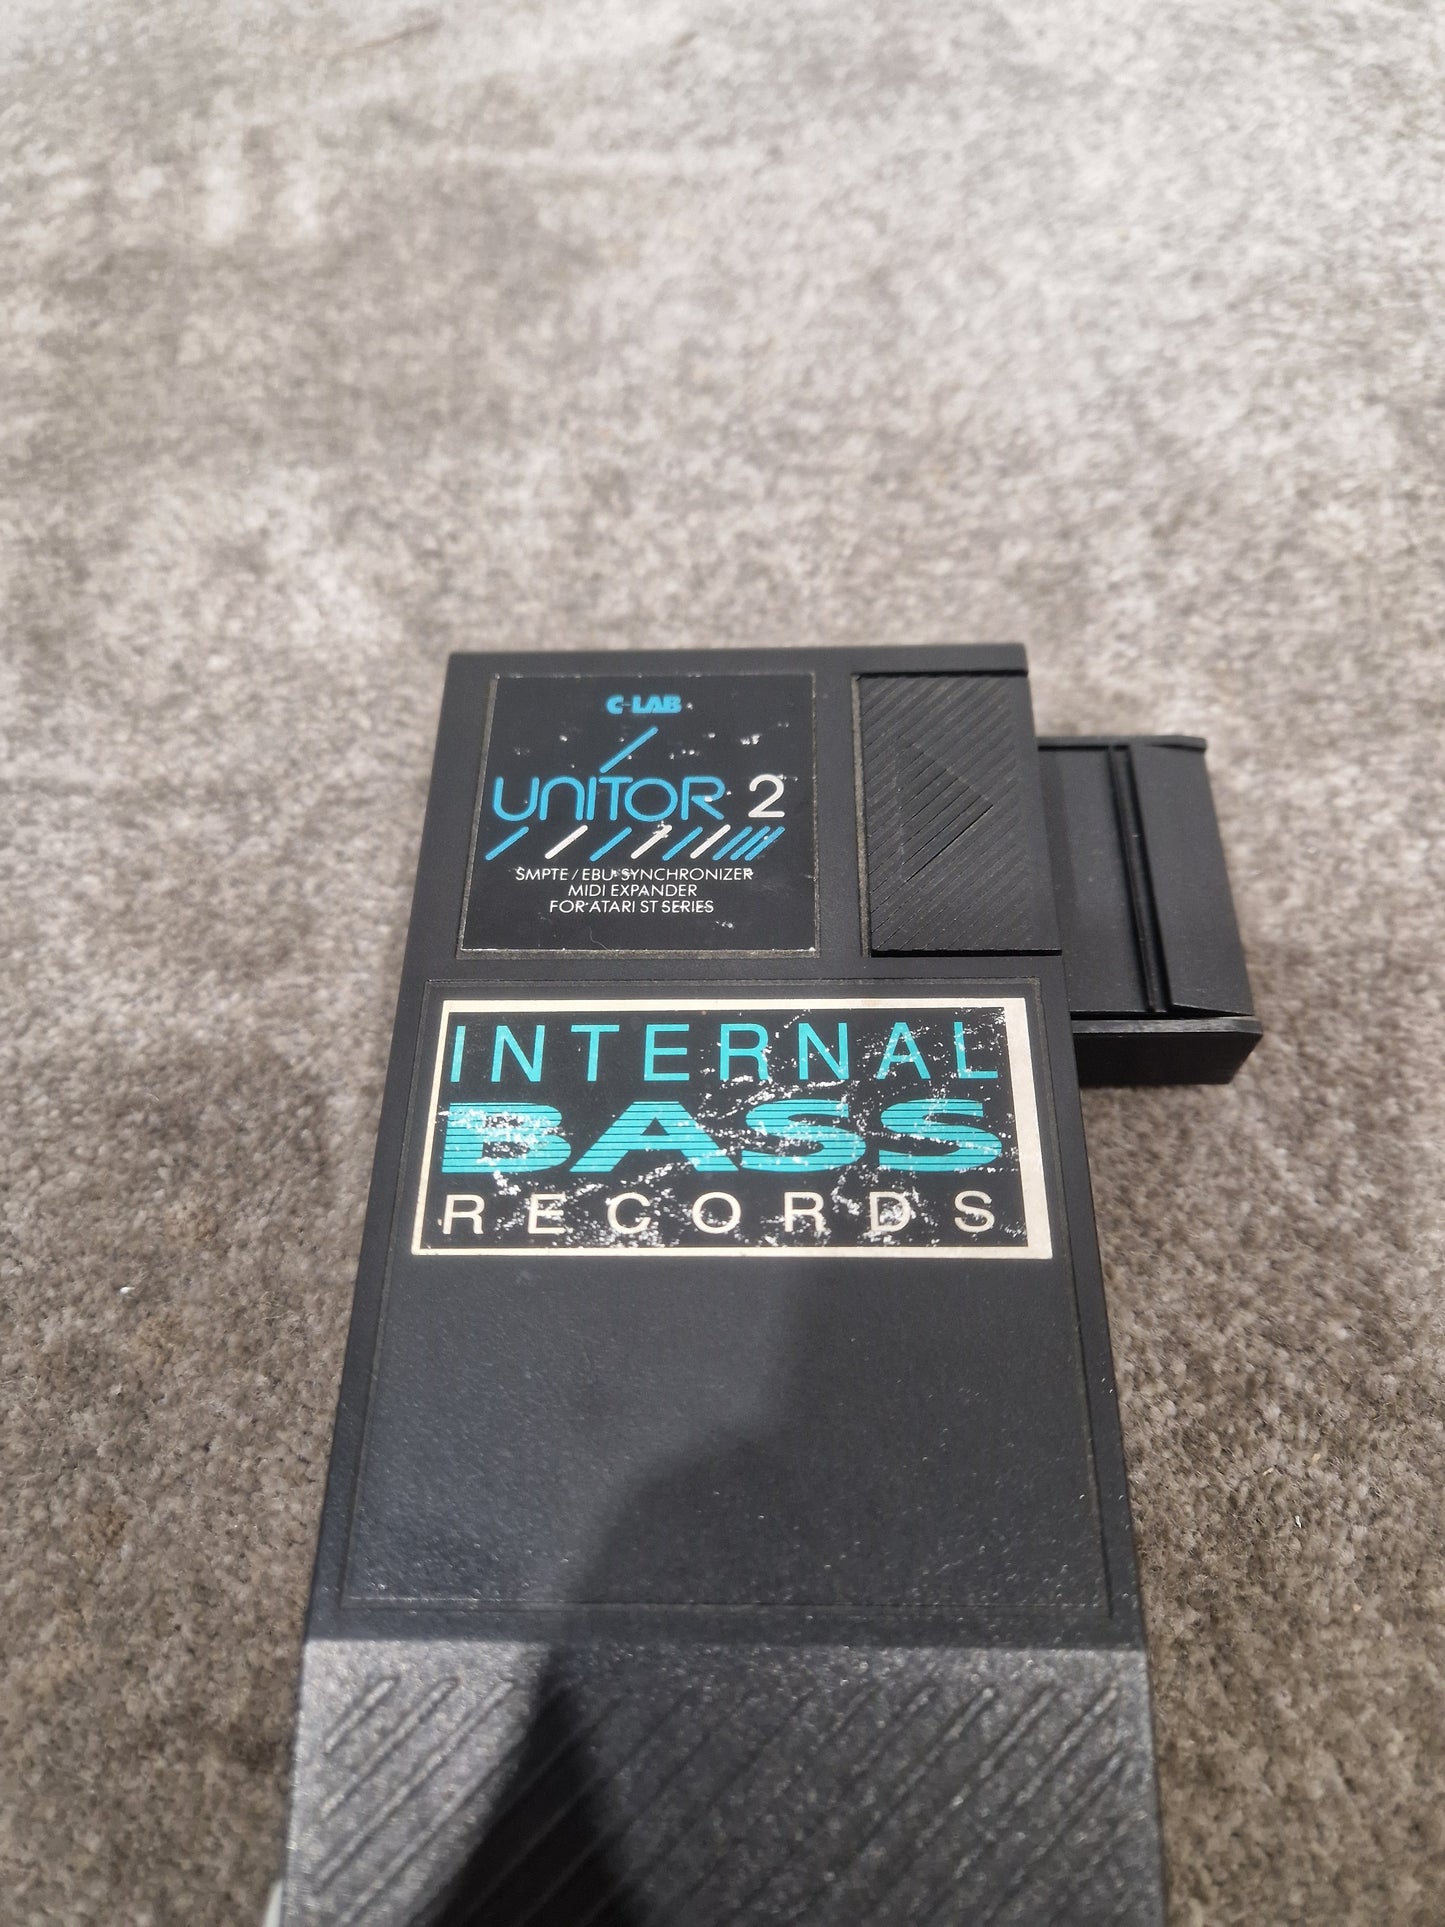 C-LAB
UNITOR 2
SMPTE / EBU SYNCHRONIZER
MIDI EXPANDER
FOR ATARI ST SERIES
INTERNAL
BASS
RECORDS